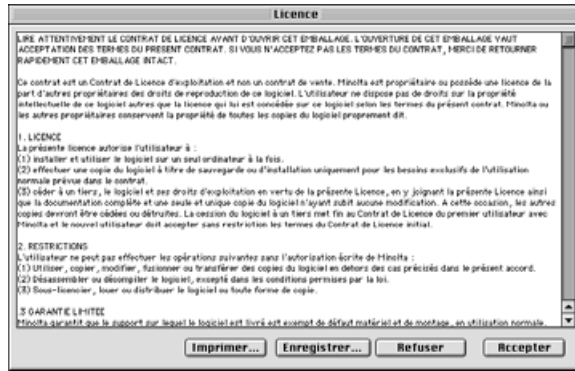 Licence
LIRE ATTENTIVEMENT LE CONTRAT DE LICENCE AVANT D'OUVRIR CET EMBALLAGE. L'OUVERTURE DE CET EMBALLAGE VAUT
ACCEPTATION DES TERMES DU PRESENT CONTRAT. SI VOUS N'ACCEPTEZ PAS LES TERMES DU CONTRAT, MERCI DE RETOURNER
RAPIDEMENT CET EMBALLAGE INTACT.
Ce contrat est un Contrat de Licence d'exploitation et non un contrat de vente. Minolta est propriétaire ou possède une licence de la
part d'autres propriétaires des droits de reproduction de ce logiciel. L'utilisateur ne dispose pas de droits sur la propriété
intellectuelle de ce logiciel autres que la licence qui lui est concédée sur ce logiciel selon les termes du présent contrat. Minolta ou
les autres propriétaires conservent la propriété de toutes les copies du logiciel proprement dit.
1. LICENCE
La présente licence autorise l'utilisateur à :
(1) installer et utiliser le logiciel sur un seul ordinateur à la fois.
(2) effectuer une copie du logiciel à titre de sauvegarde ou d'installation uniquement pour les besoins exclusifs de l'utilisation
normale prévue dans le contrat.
(3) céder à un tiers, le logiciel et ses droits d'exploitation en vertu de la présente Licence, en y joignant la présente Licence ainsi
que la documentation complète et une seule et unique copie du logiciel n'ayant subit aucune modification. A cette occasion, les autres
copies devront être cédées ou détruites. La cession du logiciel à un tiers met fin au Contrat de Licence du premier utilisateur avec
Minolta et le nouvel utilisateur doit accepter sans restriction les termes du Contrat de Licence initial.
2. RESTRICTIONS
L'utilisateur ne peut pas effectuer les opérations suivantes sans l'autorisation écrite de Minolta :
(1) Utiliser, copier, modifier, fusionner ou transférer des copies du logiciel en dehors des cas précisés dans le présent accord.
(2) Désassembler ou décompiler le logiciel, excepté dans les conditions permises par la loi.
(3) Sous-licencier, louer ou distribuer le logiciel ou toute forme de copie.
3 GARANTIE LIMITEE
Minolta garantit que le support sur lequel le logiciel est livré est exempt de défaut matériel et de montage, en utilisation normale,
Imprimer... Enregistrer... Refuser Accepter